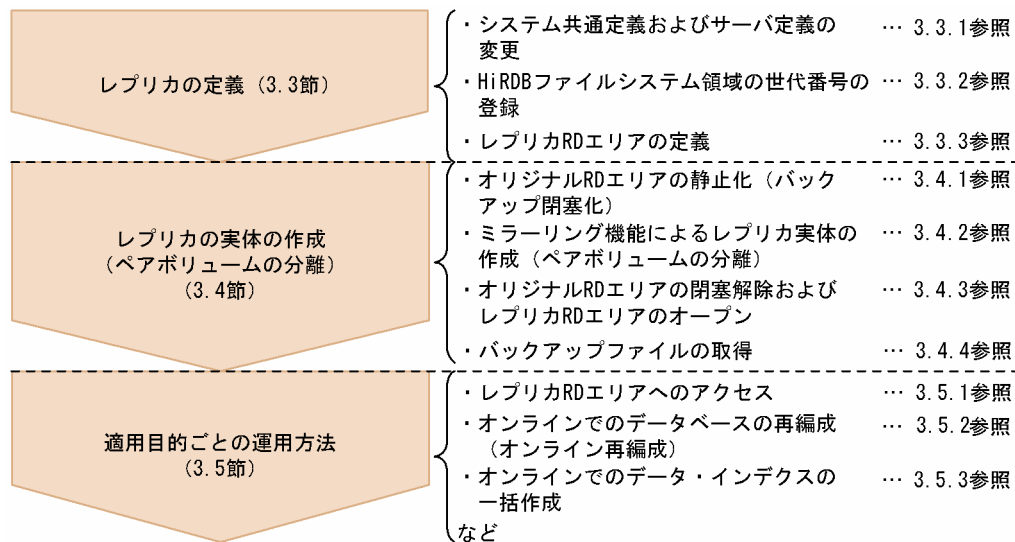 レプリカの定義（3.3節）
・システム共通定義およびサーバ定義の … 3.3.1参照
変更
・HiRDBファイルシステム領域の世代番号の … 3.3.2参照
登録
・レプリカRDエリアの定義 … 3.3.3参照
レプリカの実体の作成
（ペアボリュームの分離）
（3.4節）
・オリジナルRDエリアの静止化（バック … 3.4.1参照
アップ閉塞化）
・ミラーリング機能によるレプリカ実体の … 3.4.2参照
作成（ペアボリュームの分離）
・オリジナルRDエリアの閉塞解除および … 3.4.3参照
レプリカRDエリアのオープン
・バックアップファイルの取得 … 3.4.4参照
適用目的ごとの運用方法
（3.5節）
・レプリカRDエリアへのアクセス … 3.5.1参照
・オンラインでのデータベースの再編成 … 3.5.2参照
（オンライン再編成）
・オンラインでのデータ・インデクスの … 3.5.3参照
一括作成
など